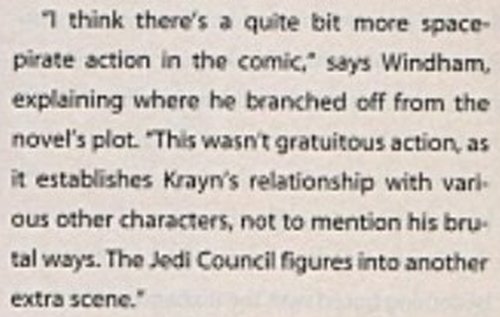 "I think there's a quite bit more space-
pirate action in the comic," says Windham,
explaining where he branched off from the
novel's plot. "This wasn't gratuitous action, as
it establishes Krayn's relationship with vari-
ous other characters, not to mention his bru-
tal ways. The Jedi Council figures into another
extra scene."